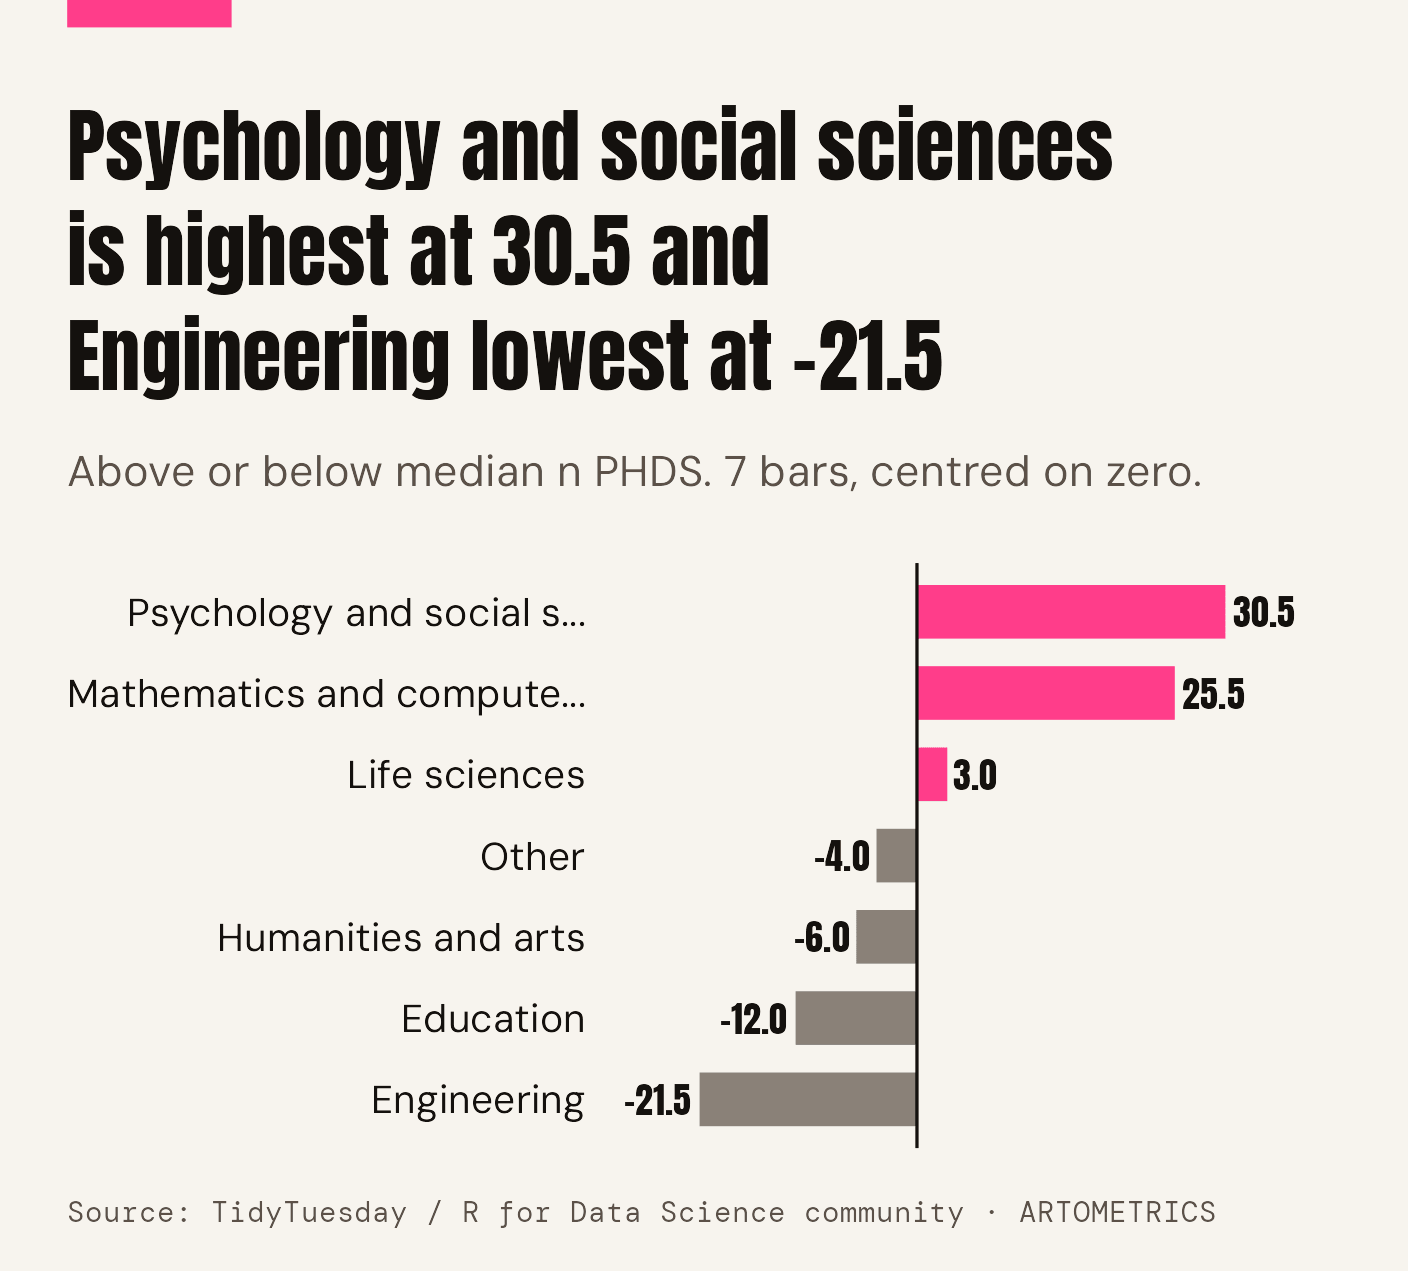 Psychology and social sciences
is highest at 30.5 and
Engineering lowest at -21.5
Above or below median n PHDS. 7 bars, centred on zero.
Psychology and social s... 30.5
Mathematics and compute... 25.5
Life sciences 3.0
Other -4.0
Humanities and arts -6.0
Education -12.0
Engineering -21.5
Source: TidyTuesday / R for Data Science community · ARTOMETRICS